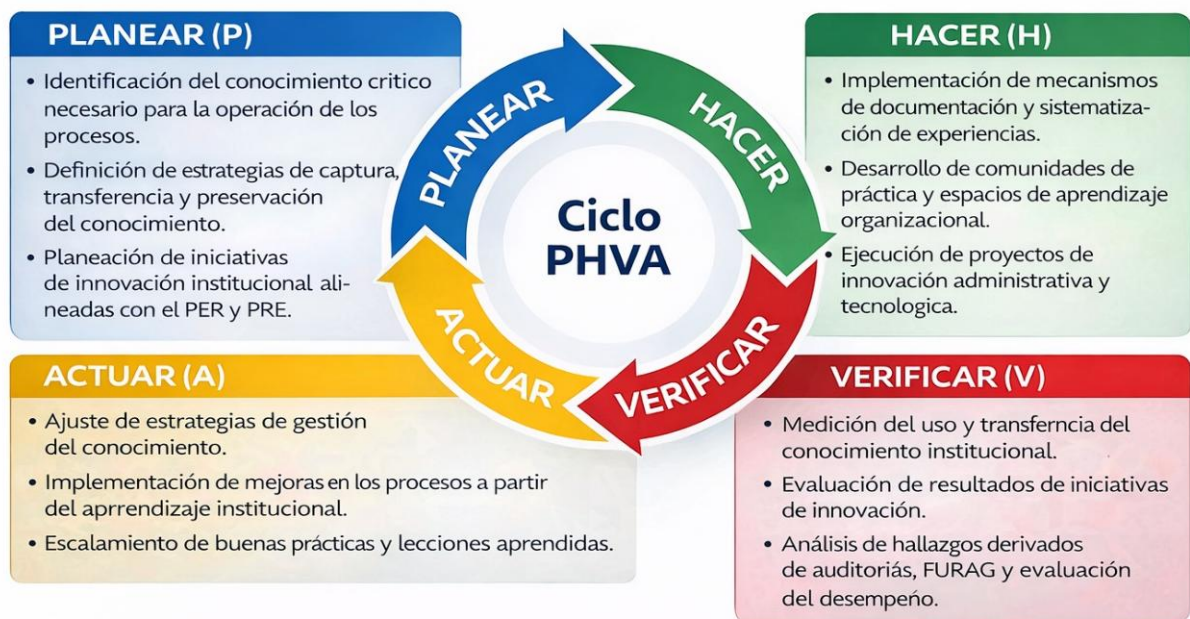 PLANEAR (P)
• Identificación del conocimiento critico
necesario para la operación de los
procesos.
• Definición de estrategias de captura,
transferencia y preservación
del conocimiento.
• Planeación de iniciativas
de innovación institucional ali-
neadas con el PER y PRE.
PLANEAR
HACER
VERIFICAR
ACTUAR
Ciclo
PHVA
HACER (H)
• Implementación de mecanismos
de documentación y sistematiza-
ción de experiencias.
• Desarrollo de comunidades de
práctica y espacios de aprendizaje
organizacional.
• Ejecución de proyectos de
innovación administrativa y
tecnologica.
ACTUAR (A)
• Ajuste de estrategias de gestión
del conocimiento.
• Implementación de mejoras en los procesos a partir
del aprrendizaje institucional.
• Escalamiento de buenas prácticas y lecciones aprendidas.
VERIFICAR (V)
• Medición del uso y transferncia del
conocimiento institucional.
• Evaluación de resultados de iniciativas
de innovación.
• Análisis de hallazgos derivados
de auditoriás, FURAG y evaluación
del desempeńo.